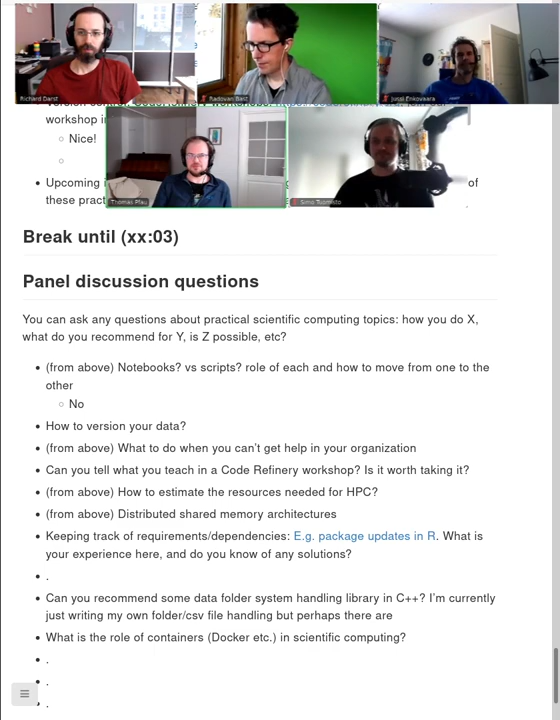 Richard Darst
Radovan Bast
Jussi Enkovaara
workshop in
Nice!
Upcoming
of
these pract
Thomas Pfau
Simo Tuomisto
Break until (xx:03)
Panel discussion questions
You can ask any questions about practical scientific computing topics: how you do X,
what do you recommend for Y, is Z possible, etc?
(from above) Notebooks? vs scripts? role of each and how to move from one to the
other
No
How to version your data?
(from above) What to do when you can't get help in your organization
Can you tell what you teach in a Code Refinery workshop? Is it worth taking it?
(from above) How to estimate the resources needed for HPC?
(from above) Distributed shared memory architectures
Keeping track of requirements/dependencies: E.g. package updates in R. What is
your experience here, and do you know of any solutions?
.
Can you recommend some data folder system handling library in C++? I'm currently
just writing my own folder/csv file handling but perhaps there are
What is the role of containers (Docker etc.) in scientific computing?
.
.
.